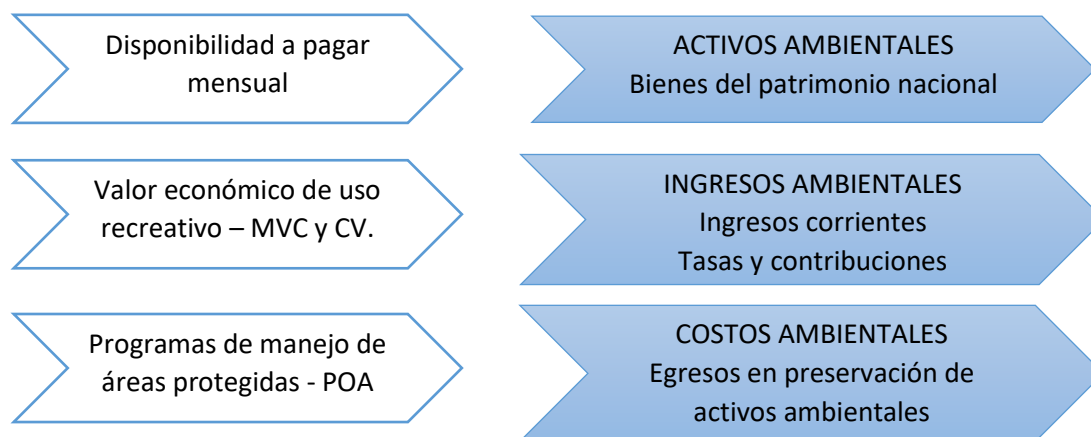 Disponibilidad a pagar
mensual
ACTIVOS AMBIENTALES
Bienes del patrimonio nacional
Valor económico de uso
recreativo – MVC y CV.
INGRESOS AMBIENTALES
Ingresos corrientes
Tasas y contribuciones
Programas de manejo de
áreas protegidas - POA
COSTOS AMBIENTALES
Egresos en preservación de
activos ambientales